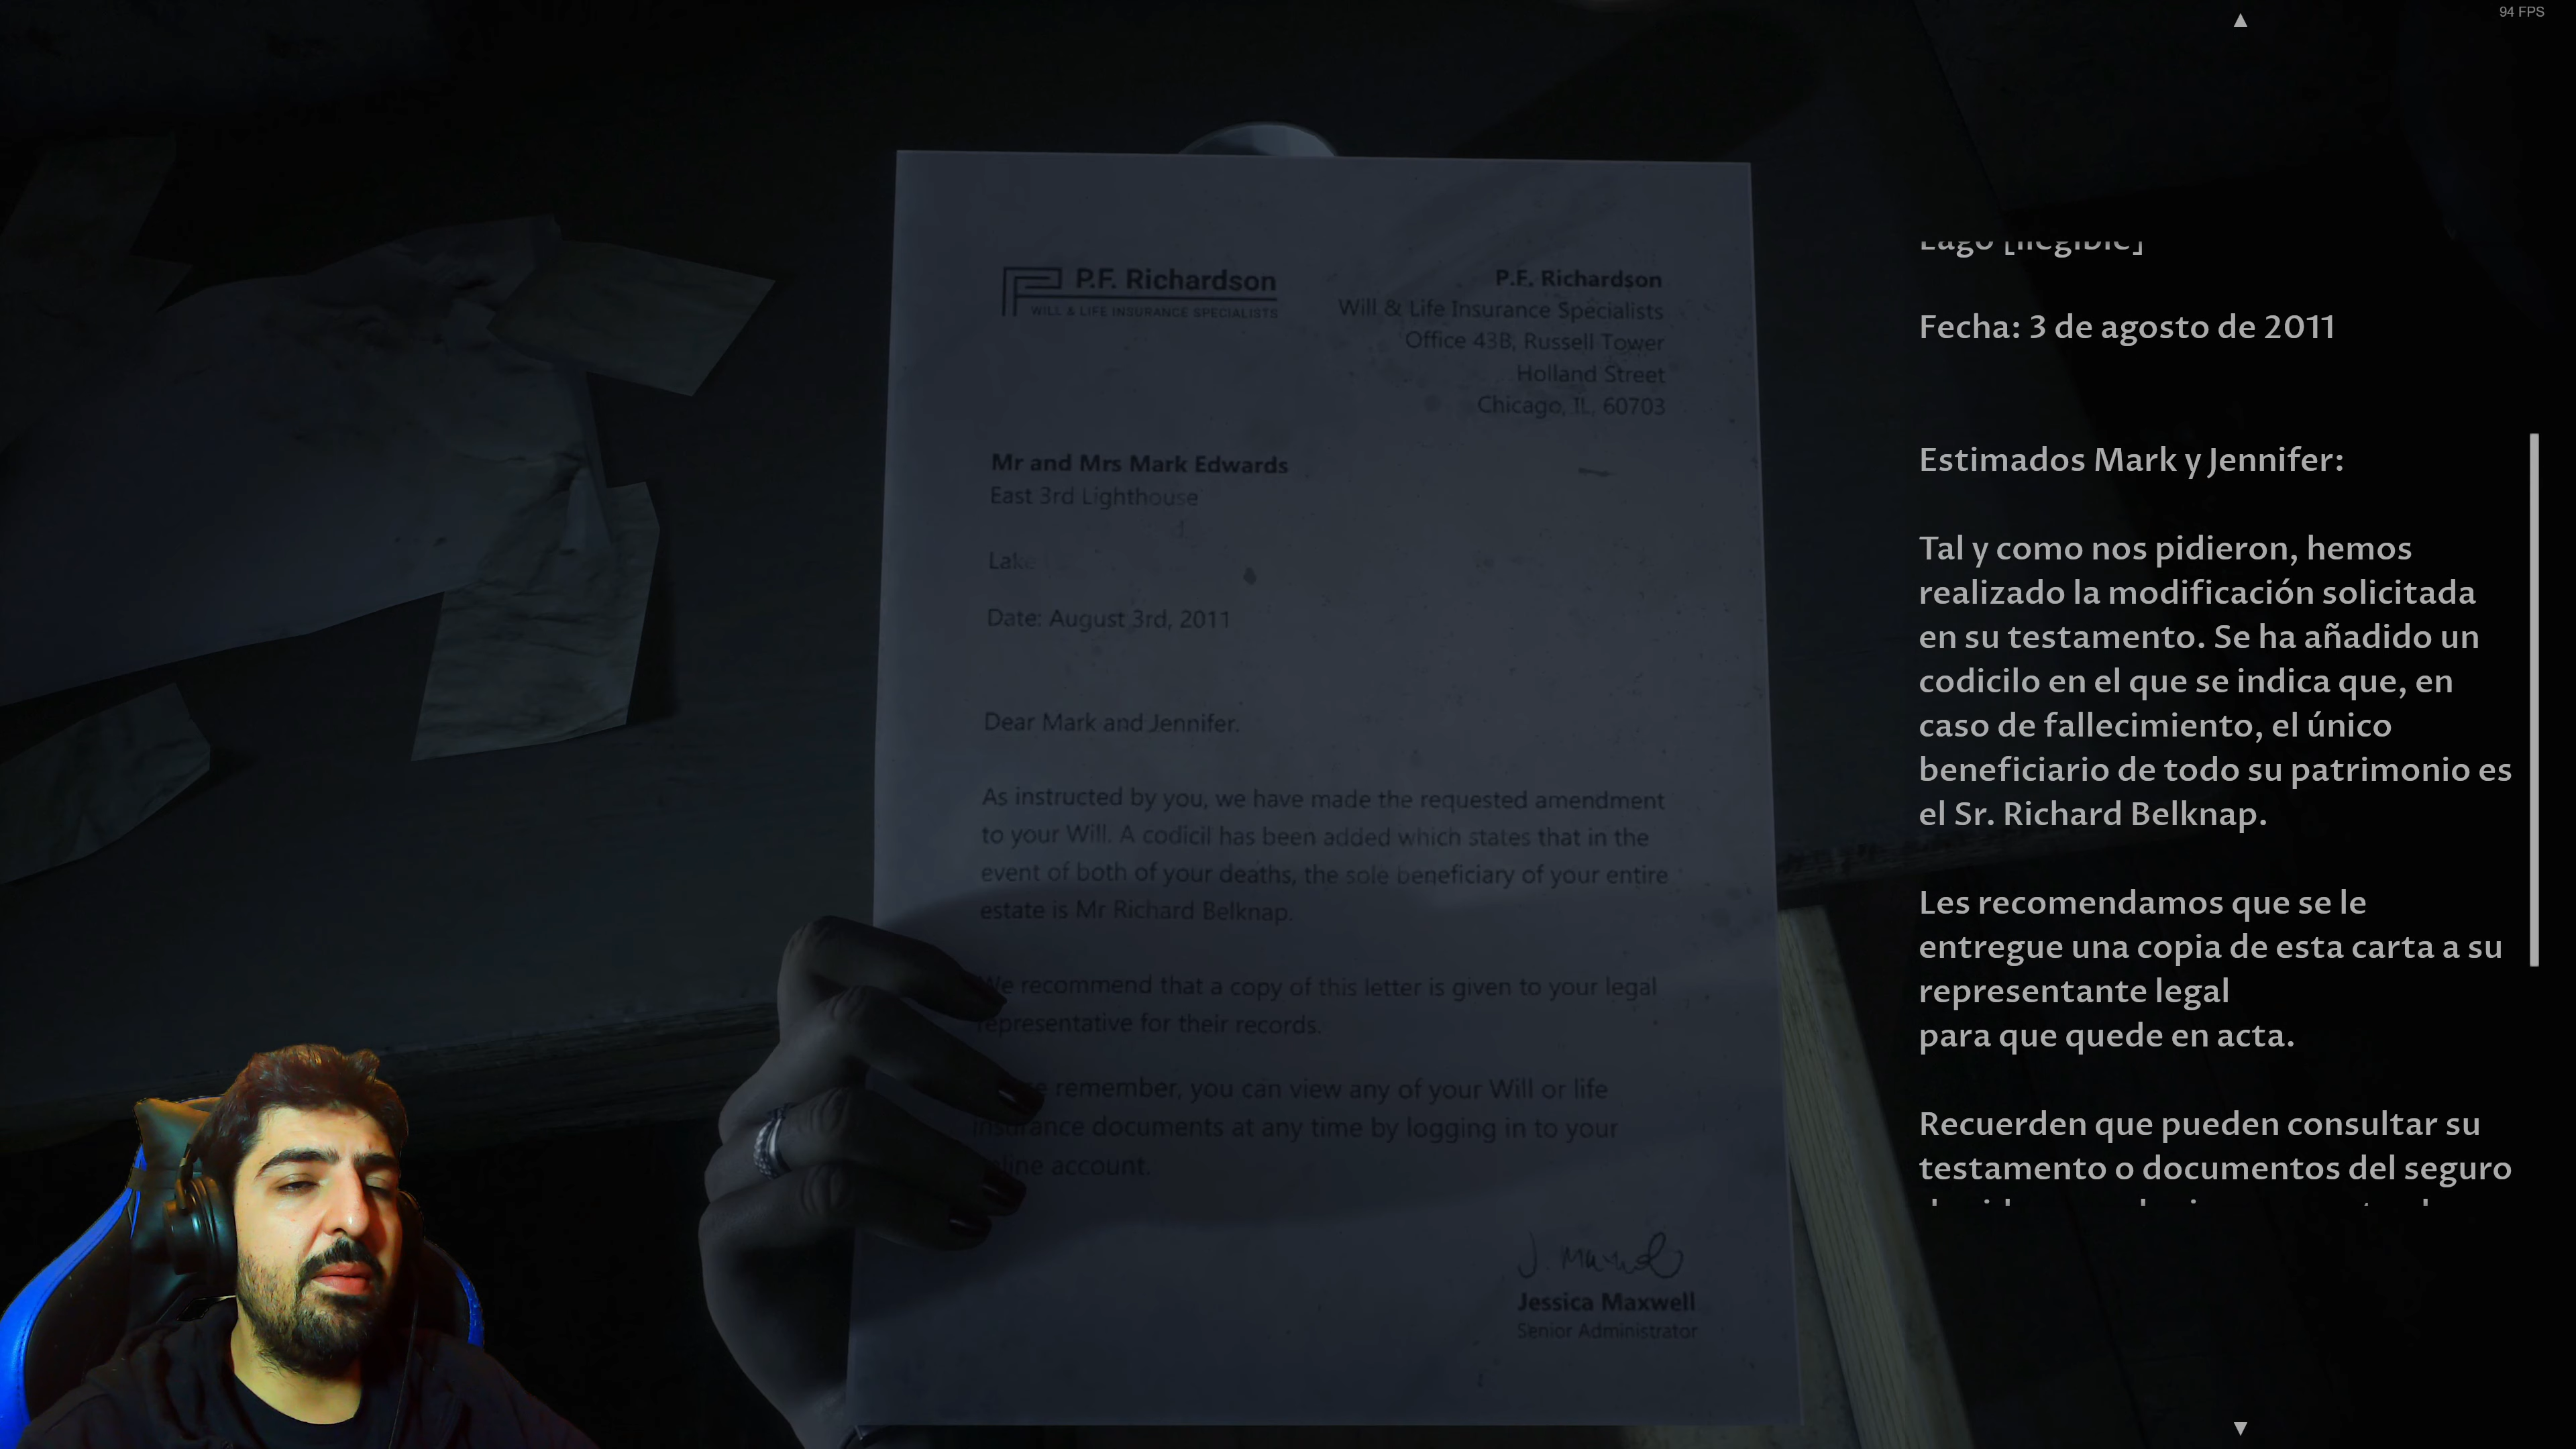 94 FPS
P.F. Richardson
WILL & LIFE INSURANCE SPECIALISTS
P.F. Richardson
Will & Life Insurance Specialists
Office 43B, Russell Tower
Holland Street
Chicago, IL, 60703
Mr and Mrs Mark Edwards
East 3rd Lighthouse
Lake
Date: August 3rd, 2011
Dear Mark and Jennifer.
As instructed by you, we have made the requested amendment
to your Will. A codicil has been added which states that in the
event of both of your deaths, the sole beneficiary of your entire
estate is Mr Richard Belknap.
We recommend that a copy of this letter is given to your legal
representative for their records.
remember, you can view any of your Will or life
insurance documents at any time by logging in to your
account.
Jessica Maxwell
Senior Administrator
Lago [ilegible]
Fecha: 3 de agosto de 2011
Estimados Mark y Jennifer:
Tal y como nos pidieron, hemos
realizado la modificación solicitada
en su testamento. Se ha añadido un
codicilo en el que se indica que, en
caso de fallecimiento, el único
beneficiario de todo su patrimonio es
el Sr. Richard Belknap.
Les recomendamos que se le
entregue una copia de esta carta a su
representante legal
para que quede en acta.
Recuerden que pueden consultar su
testamento o documentos del seguro